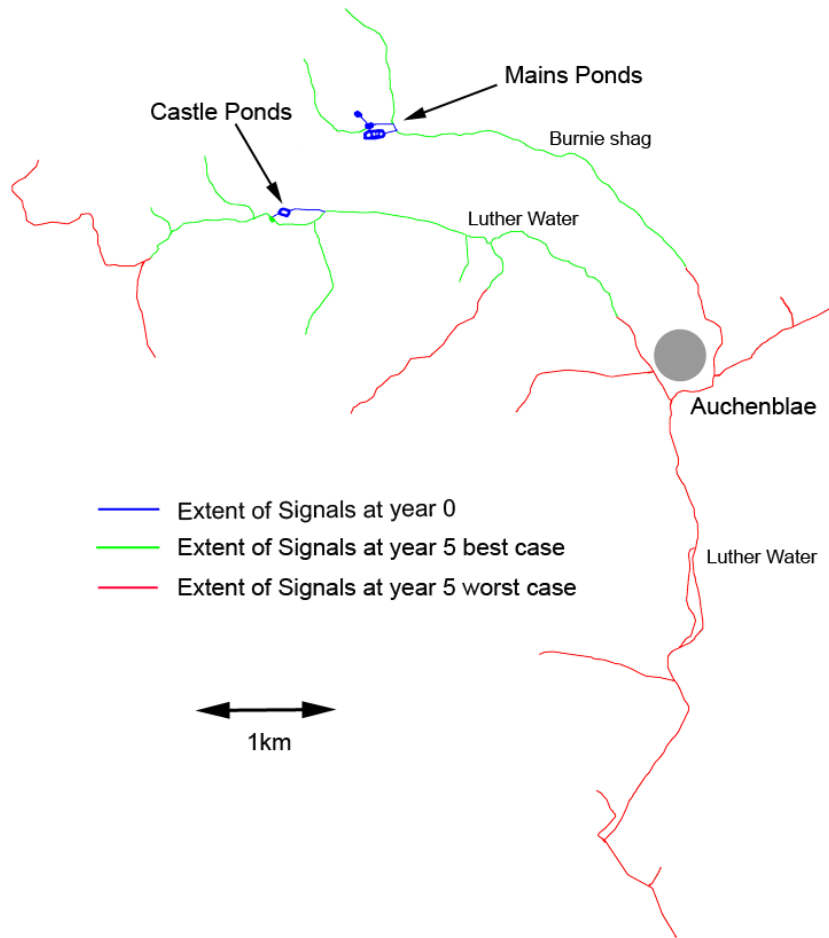 Mains Ponds
Castle Ponds
Burnie shag
Luther Water
Auchenblae
Extent of Signals at year 0
Extent of Signals at year 5 best case
Luther Water
Extent of Signals at year 5 worst case
1km